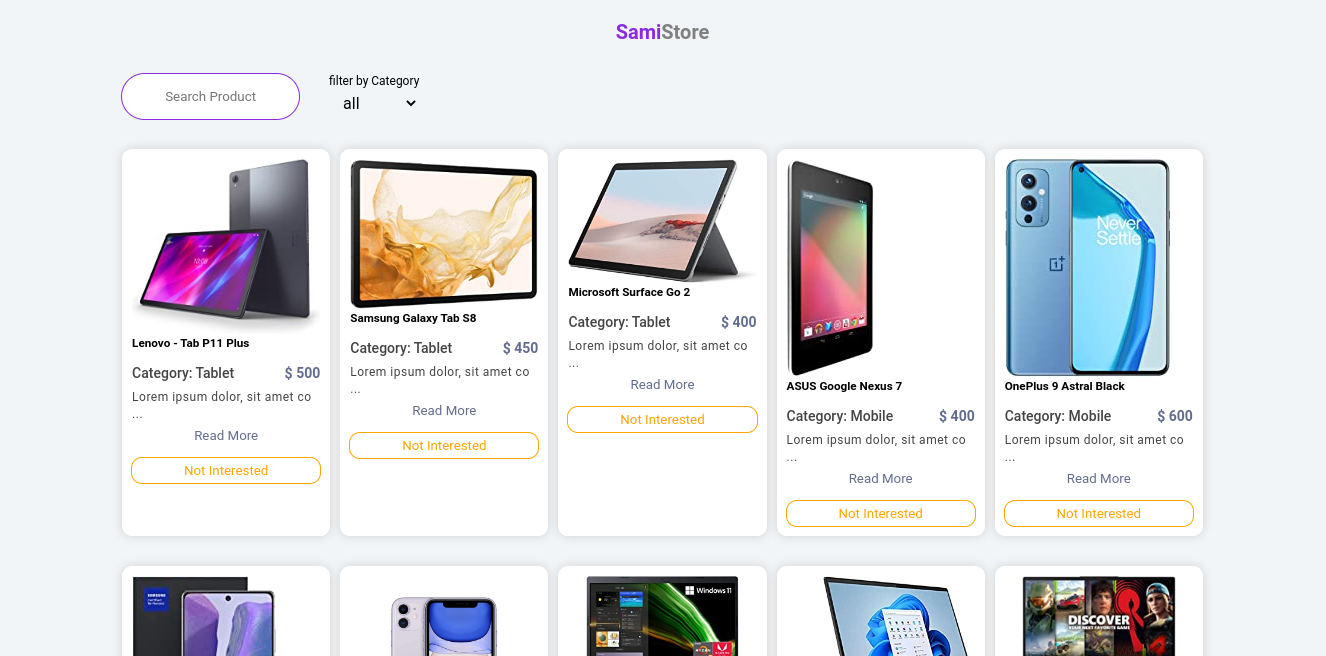 SamiStore
Search Product
filter by Category
all
Lenovo - Tab P11 Plus
Category: Tablet $ 500
Lorem ipsum dolor, sit amet co
...
Read More
Not Interested
Samsung Galaxy Tab S8
Category: Tablet $ 450
Lorem ipsum dolor, sit amet co
...
Read More
Not Interested
Microsoft Surface Go 2
Category: Tablet $ 400
Lorem ipsum dolor, sit amet co
...
Read More
Not Interested
ASUS Google Nexus 7
Category: Mobile $ 400
Lorem ipsum dolor, sit amet co
...
Read More
Not Interested
Never
Settle
OnePlus 9 Astral Black
Category: Mobile $ 600
Lorem ipsum dolor, sit amet co
...
Read More
Not Interested
SAMSUNG
Windows 11
DISCOVER
YOUR NEXT FAVORITE GAME